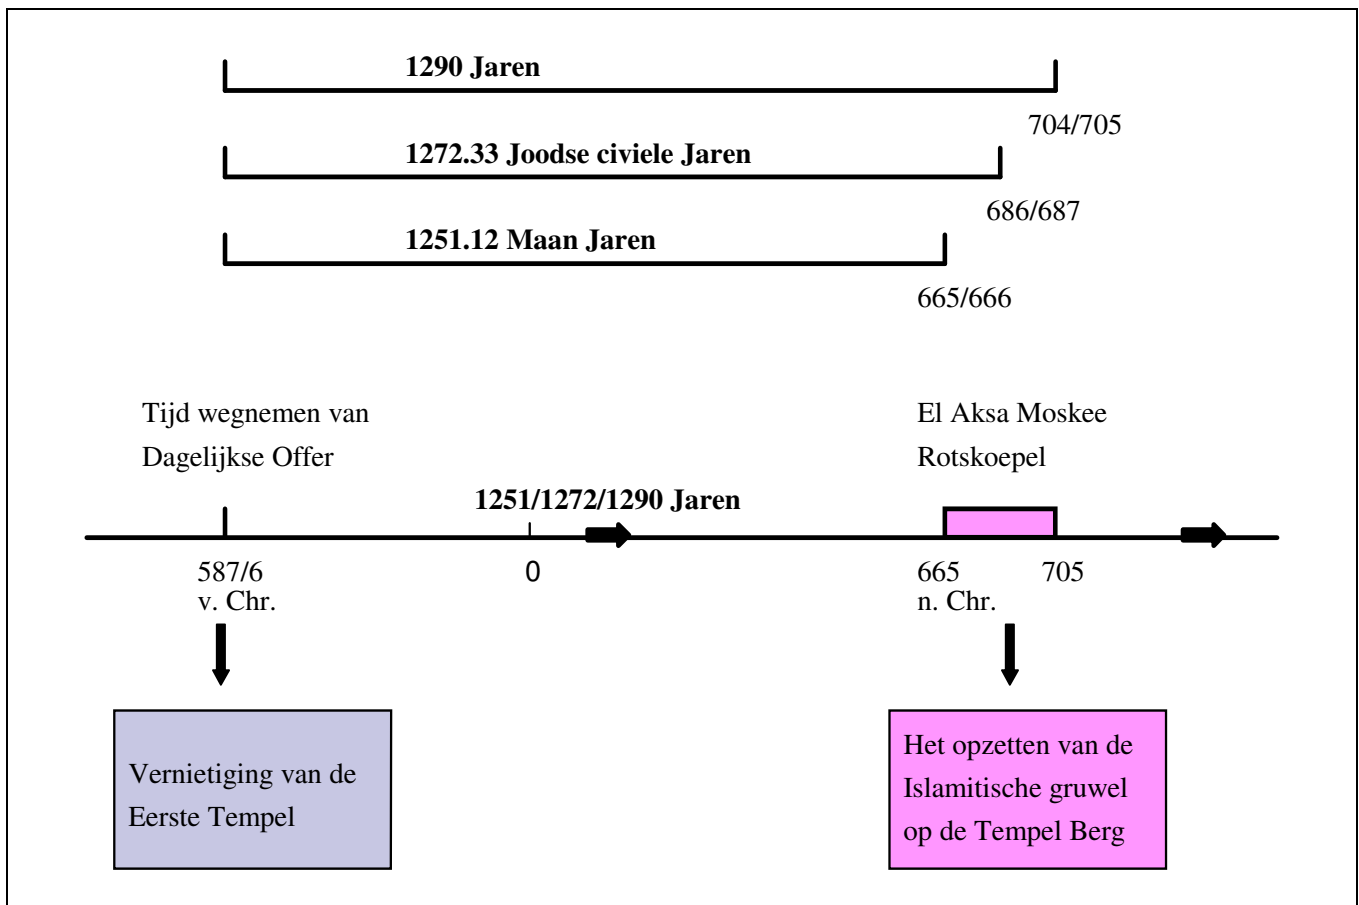 1290 Jaren
704/705
1272.33 Joodse civiele Jaren
686/687
1251.12 Maan Jaren
665/666
Tijd wegnemen van
Dagelijkse Offer
El Aksa Moskee
Rotskoepel
1251/1272/1290 Jaren
587/6
v. Chr.
0
665
n. Chr.
705
Vernietiging van de
Eerste Tempel
Het opzetten van de
Islamitische gruwel
op de Tempel Berg